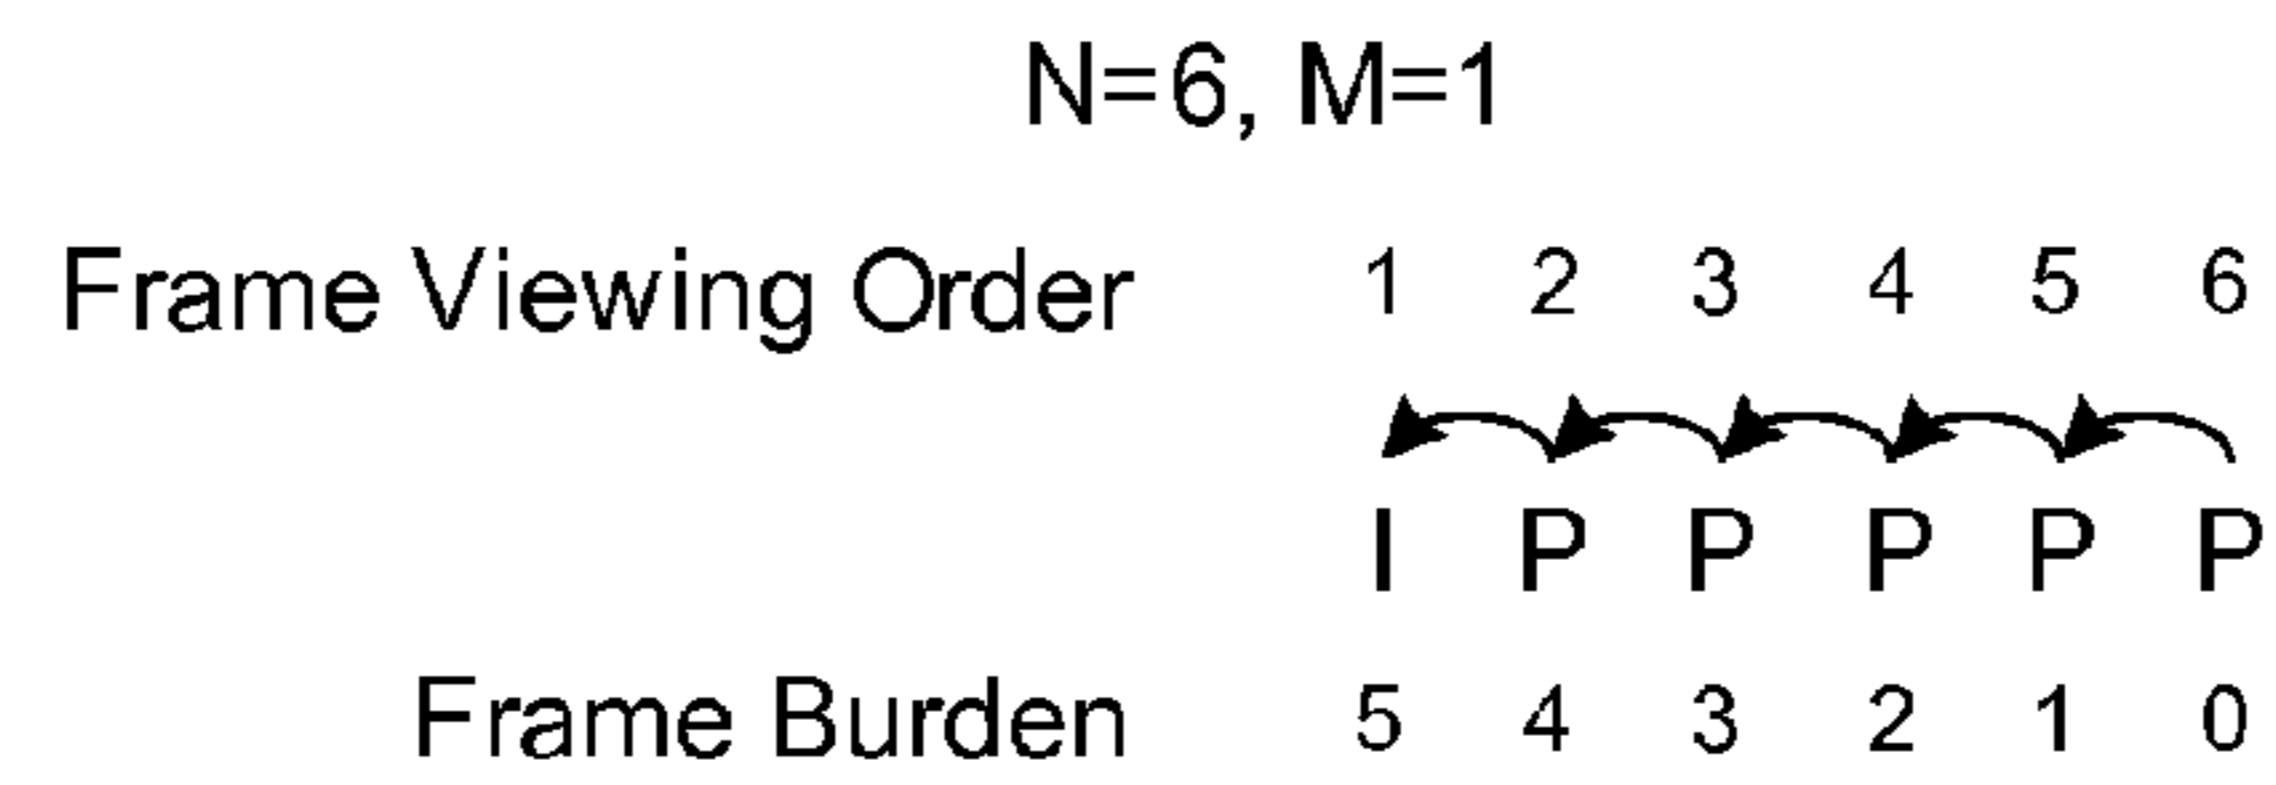 N=6, M=1
Frame Viewing Order 1 2 3 4 5 6
I P P P P P
Frame Burden 5 4 3 2 1 0